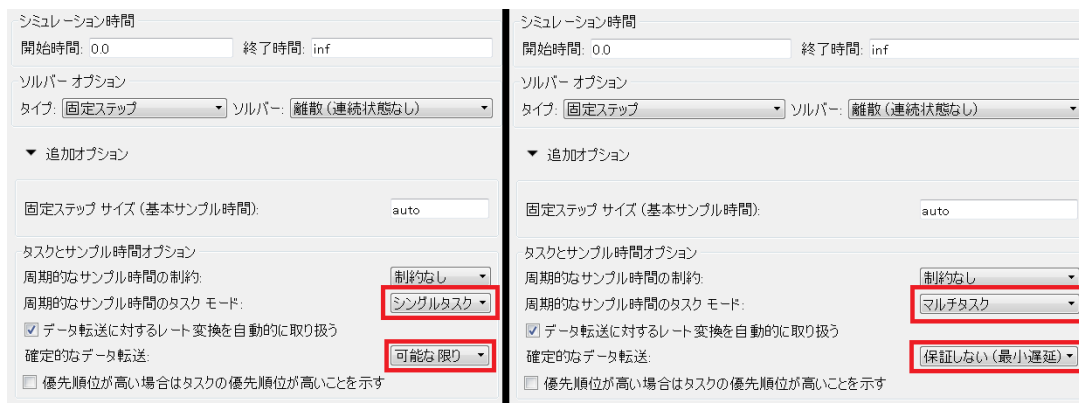 シミュレーション時間
開始時間: 0.0 終了時間: inf
ソルバー オプション
タイプ: 固定ステップ ソルバー: 離散 (連続状態なし)
追加オプション
固定ステップ サイズ (基本サンプル時間): auto
タスクとサンプル時間オプション
周期的なサンプル時間の制約: 制約なし
周期的なサンプル時間のタスク モード: シングルタスク
データ転送に対するレート変換を自動的に取り扱う
確定的なデータ転送: 可能な限り
優先順位が高い場合はタスクの優先順位が高いことを示す
シミュレーション時間
開始時間: 0.0 終了時間: inf
ソルバー オプション
タイプ: 固定ステップ ソルバー: 離散 (連続状態なし)
追加オプション
固定ステップ サイズ (基本サンプル時間): auto
タスクとサンプル時間オプション
周期的なサンプル時間の制約: 制約なし
周期的なサンプル時間のタスク モード: マルチタスク
データ転送に対するレート変換を自動的に取り扱う
確定的なデータ転送: 保証しない (最小遅延)
優先順位が高い場合はタスクの優先順位が高いことを示す